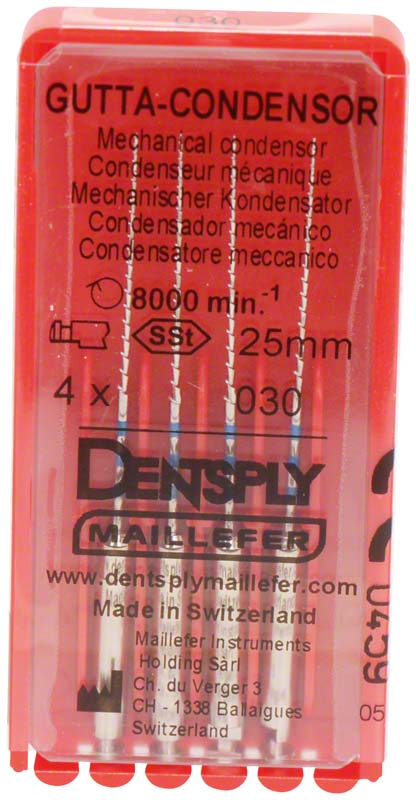 030
GUTTA-CONDENSOR
Mechanical condensor
Condenseur mécanique
Mechanischer Kondensator
Condensador mecánico
Condensatore meccanico
8000 min.-1
SSt 25mm
4 x 030
DENTSPLY
MAILLEFER
www.dentsplymaillefer.com
Made in Switzerland
Maillefer Instruments
Holding Sàrl
Ch. du Verger 3
CH - 1338 Ballaigues
Switzerland
0459
05